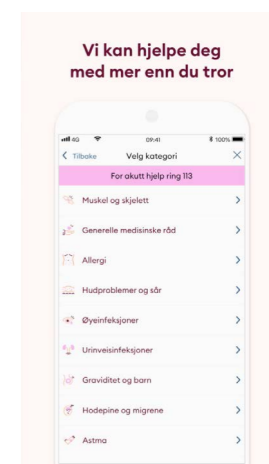 Vi kan hjelpe deg
med mer enn du tror
4G 09:41 100%
Tilbake Velg kategori
For akutt hjelp ring 113
Muskel og skjelett
Generelle medisinske råd
Allergi
Hudproblemer og sår
Øyeinfeksjoner
Urinveisinfeksjoner
Graviditet og barn
Hodepine og migrene
Astma